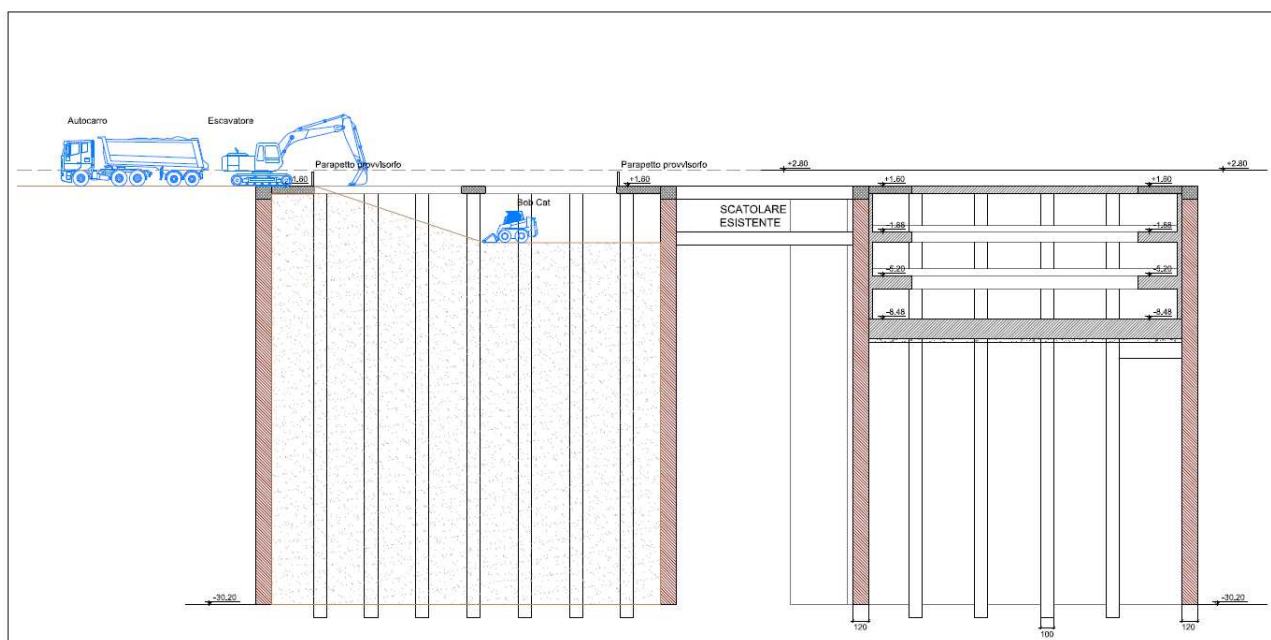 Autocarro
Escavatore
Parapetto provvisorio
Parapetto provvisorio
+2.80
+2.80
+1.60
+1.60
+1.60
+1.60
Bob Cat
SCATOLARE
ESISTENTE
-1.88
-1.88
-5.20
-5.20
-8.48
-8.48
-30.20
-30.20
120
100
120